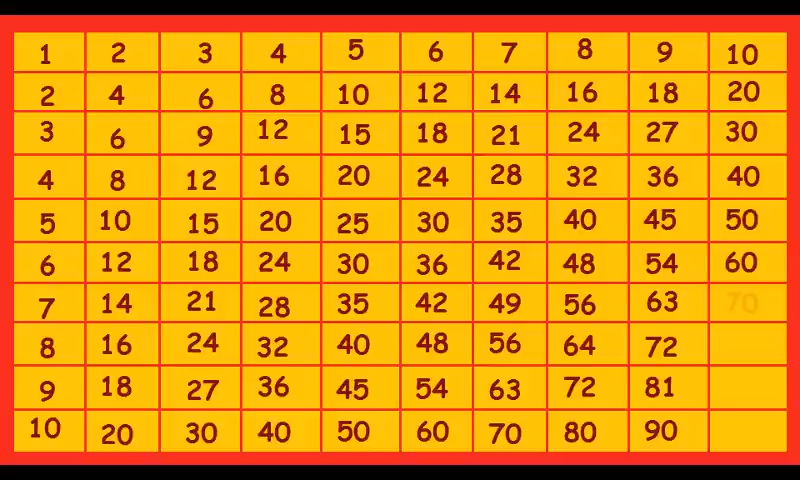 1 2 3 4 5 6 7 8 9 10
2 4 6 8 10 12 14 16 18 20
3 6 9 12 15 18 21 24 27 30
4 8 12 16 20 24 28 32 36 40
5 10 15 20 25 30 35 40 45 50
6 12 18 24 30 36 42 48 54 60
7 14 21 28 35 42 49 56 63 70
8 16 24 32 40 48 56 64 72
9 18 27 36 45 54 63 72 81
10 20 30 40 50 60 70 80 90